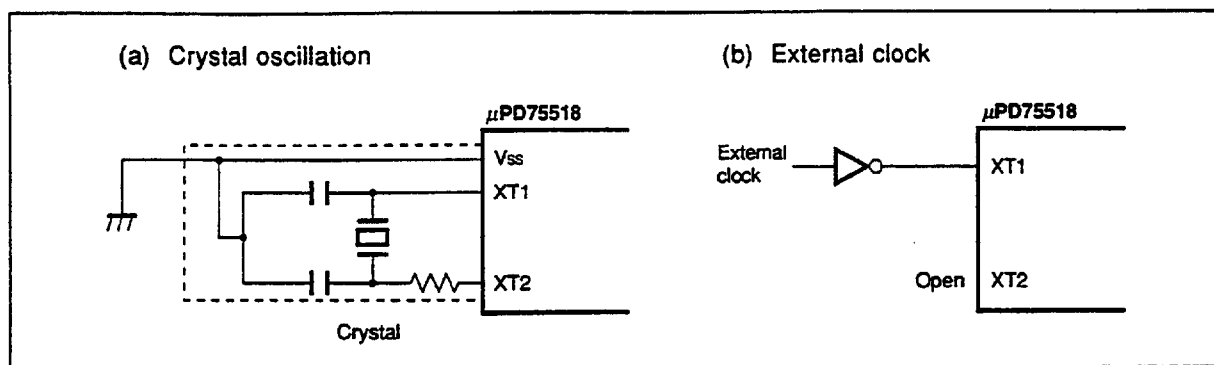 (a) Crystal oscillation
μPD75518
Vss
XT1
XT2
Crystal
(b) External clock
μPD75518
External
clock
XT1
Open
XT2